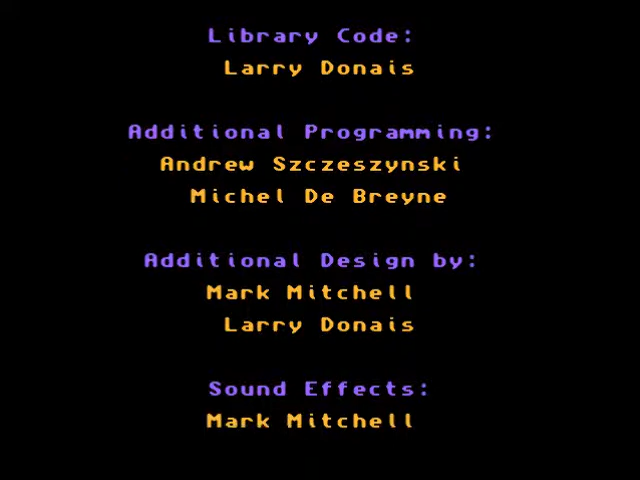 Library Code:
Larry Donais
Additional Programming:
Andrew Szczeszynski
Michel De Breyne
Additional Design by:
Mark Mitchell
Larry Donais
Sound Effects:
Mark Mitchell